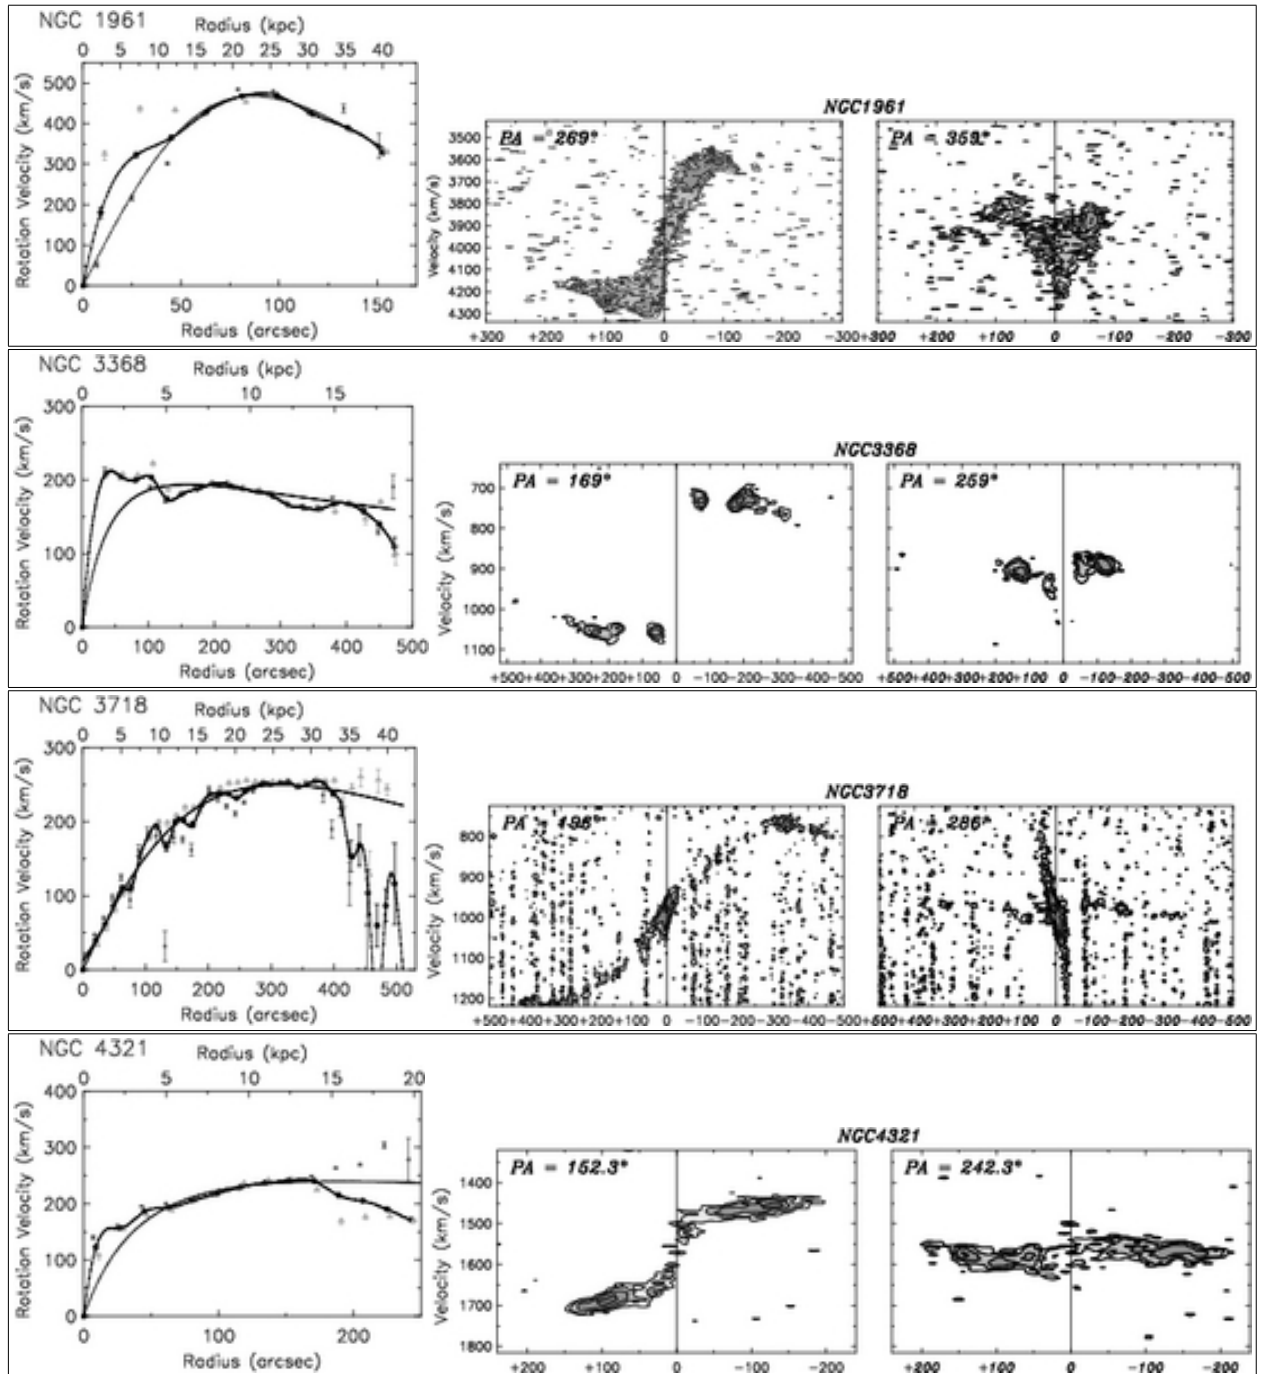 NGC 1961
Radius (kpc)
0 5 10 15 20 25 30 35 40
Rotation Velocity (km/s)
500
400
300
200
100
0
0 50 100 150
Radius (arcsec)
NGC1961
PA = 269°
PA = 359°
Velocity (km/s)
3500
3600
3700
3800
3900
4000
4100
4200
4300
+300 +200 +100 0 -100 -200 -300
+300 +200 +100 0 -100 -200 -300
NGC 3368
Radius (kpc)
0 5 10 15
Rotation Velocity (km/s)
300
200
100
0
0 100 200 300 400 500
Radius (arcsec)
NGC3368
PA = 169°
PA = 259°
Velocity (km/s)
700
800
900
1000
1100
+500+400+300+200+100 0 -100-200-300-400-500
+500+400+300+200+100 0 -100-200-300-400-500
NGC 3718
Radius (kpc)
0 5 10 15 20 25 30 35 40
Rotation Velocity (km/s)
300
200
100
0
0 100 200 300 400 500
Radius (arcsec)
NGC3718
PA = 196°
PA = 286°
Velocity (km/s)
800
900
1000
1100
1200
+500+400+300+200+100 0 -100-200-300-400-500
+500+400+300+200+100 0 -100-200-300-400-500
NGC 4321
Radius (kpc)
0 5 10 15 20
Rotation Velocity (km/s)
400
300
200
100
0
0 100 200
Radius (arcsec)
NGC4321
PA = 152.3°
PA = 242.3°
Velocity (km/s)
1400
1500
1600
1700
1800
+200 +100 0 -100 -200
+200 +100 0 -100 -200